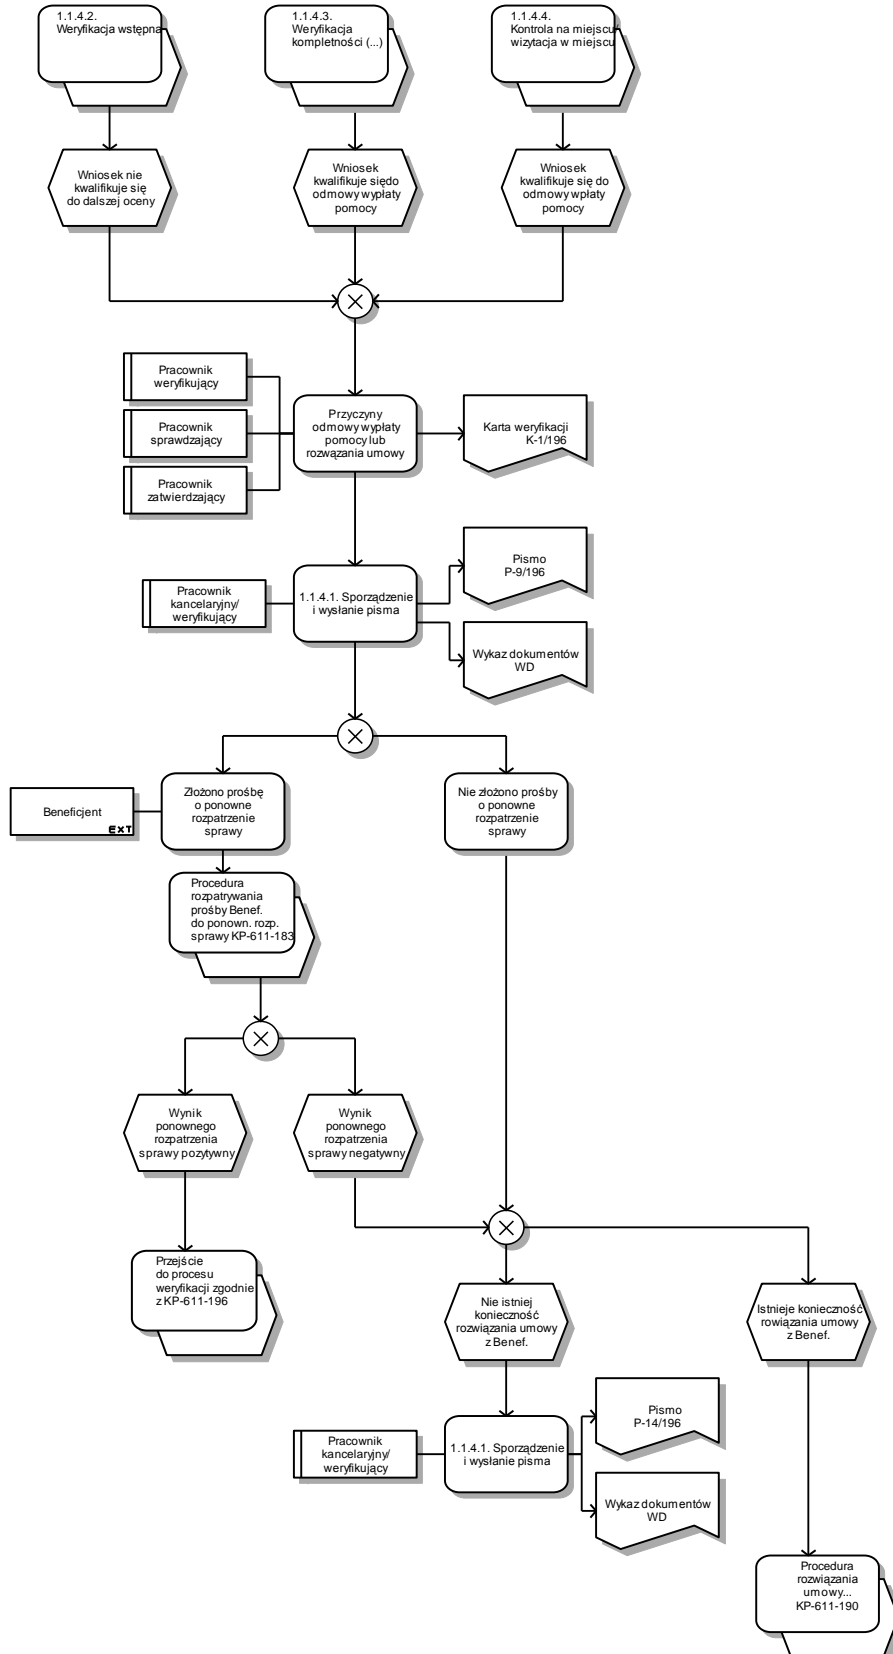 1.1.4.2.
Weryfikacja wstępna
1.1.4.3.
Weryfikacja
kompletności (...)
1.1.4.4.
Kontrola na miejscu/
wizytacja w miejscu
Wniosek nie
kwalifikuje się
do dalszej oceny
Wniosek
kwalifikuje siędo
odmowy wypłaty
pomocy
Wniosek
kwalifikuje się do
odmowy wpłaty
pomocy
Pracownik
weryfikujący
Pracownik
sprawdzający
Pracownik
zatwierdzający
Przyczyny
odmowy wypłaty
pomocy lub
rozwązania umowy
Karta weryfikacji
K-1/196
Pismo
P-9/196
Pracownik
kancelaryjny/
weryfikujący
1.1.4.1. Sporządzenie
i wysłanie pisma
Wykaz dokumentów
WD
Beneficjent
EXT
Złożono prośbę
o ponowne
rozpatrzenie
sprawy
Nie złożono prośby
o ponowne
rozpatrzenie
sprawy
Procedura
rozpatrywania
prośby Benef.
do ponown. rozp.
sprawy KP-611-183
Wynik
ponownego
rozpatrzenia
sprawy pozytywny
Wynik
ponownego
rozpatrzenia
sprawy negatywny
Przejście
do procesu
weryfikacji zgodnie
z KP-611-196
Nie istniej
konieczność
rozwiązania umowy
z Benef.
Istnieje konieczność
rowiązania umowy
z Benef.
Pracownik
kancelaryjny/
weryfikujący
1.1.4.1. Sporządzenie
i wysłanie pisma
Pismo
P-14/196
Wykaz dokumentów
WD
Procedura
rozwiązania
umowy...
KP-611-190